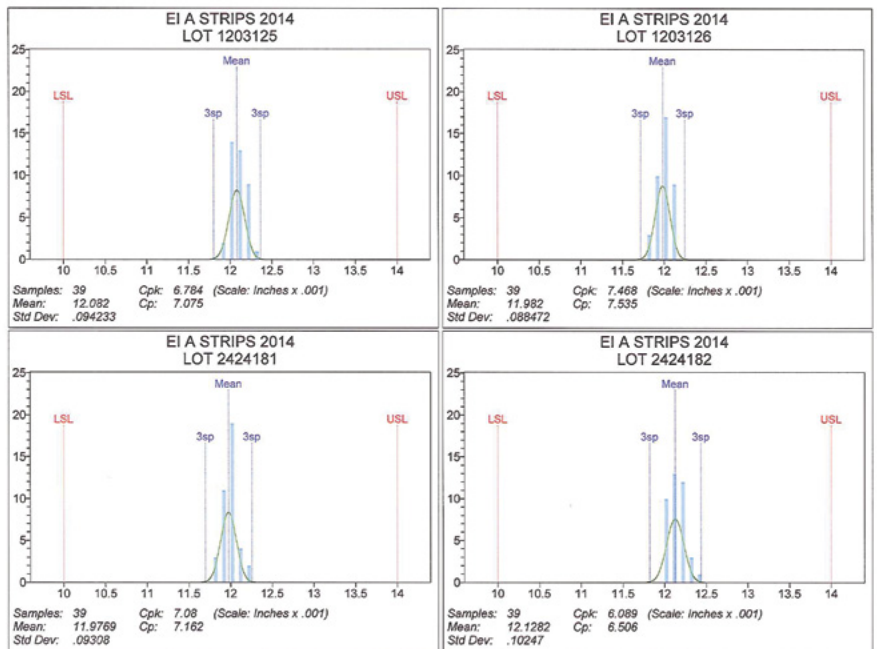 EI A STRIPS 2014
LOT 1203125
25
20
15
10
5
0
Mean
LSL
USL
3sp
3sp
10 10.5 11 11.5 12 12.5 13 13.5 14
Samples: 39 Cpk: 6.784 (Scale: Inches x .001)
Mean: 12.082 Cp: 7.075
Std Dev: .094233
EI A STRIPS 2014
LOT 1203126
25
20
15
10
5
0
Mean
LSL
USL
3sp
3sp
10 10.5 11 11.5 12 12.5 13 13.5 14
Samples: 39 Cpk: 7.468 (Scale: Inches x .001)
Mean: 11.982 Cp: 7.535
Std Dev: .088472
EI A STRIPS 2014
LOT 2424181
25
20
15
10
5
0
Mean
LSL
USL
3sp
3sp
10 10.5 11 11.5 12 12.5 13 13.5 14
Samples: 39 Cpk: 7.08 (Scale: Inches x .001)
Mean: 11.9769 Cp: 7.162
Std Dev: .09308
EI A STRIPS 2014
LOT 2424182
25
20
15
10
5
0
Mean
LSL
USL
3sp
3sp
10 10.5 11 11.5 12 12.5 13 13.5 14
Samples: 39 Cpk: 6.089 (Scale: Inches x .001)
Mean: 12.1282 Cp: 6.506
Std Dev: .10247